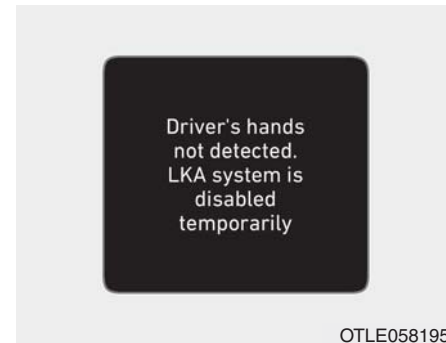 Driver's hands
not detected.
LKA system is
disabled
temporarily
OTLE058195